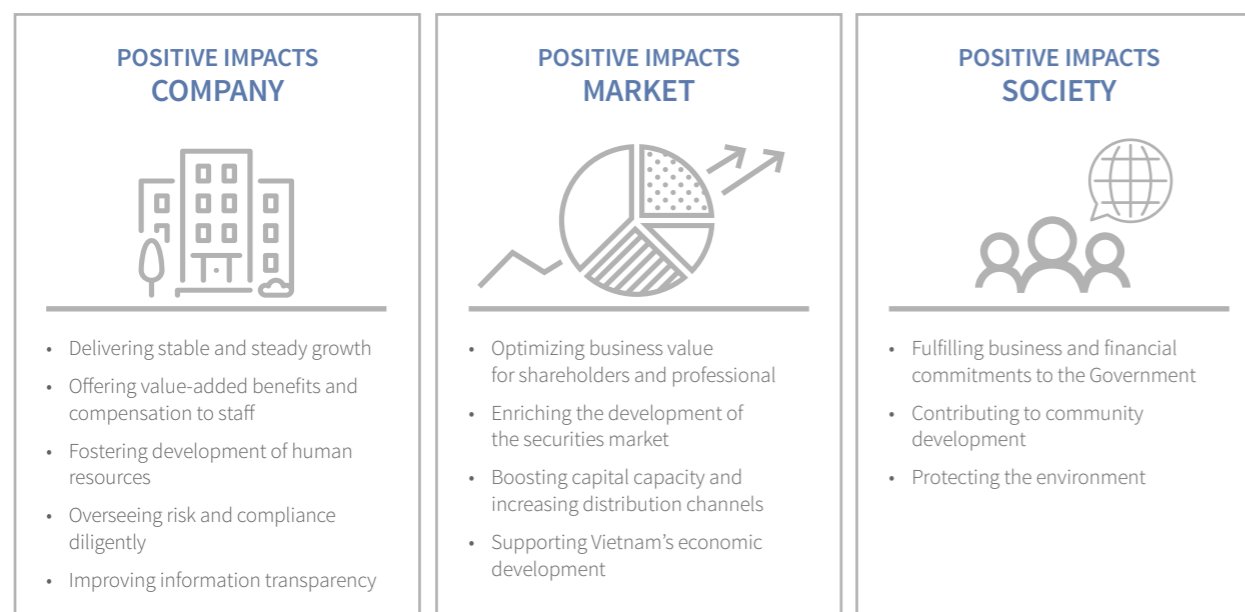 POSITIVE IMPACTS
COMPANY
• Delivering stable and steady growth
• Offering value-added benefits and
compensation to staff
• Fostering development of human
resources
• Overseeing risk and compliance
diligently
• Improving information transparency
POSITIVE IMPACTS
MARKET
• Optimizing business value
for shareholders and professional
• Enriching the development of
the securities market
• Boosting capital capacity and
increasing distribution channels
• Supporting Vietnam’s economic
development
POSITIVE IMPACTS
SOCIETY
• Fulfilling business and financial
commitments to the Government
• Contributing to community
development
• Protecting the environment